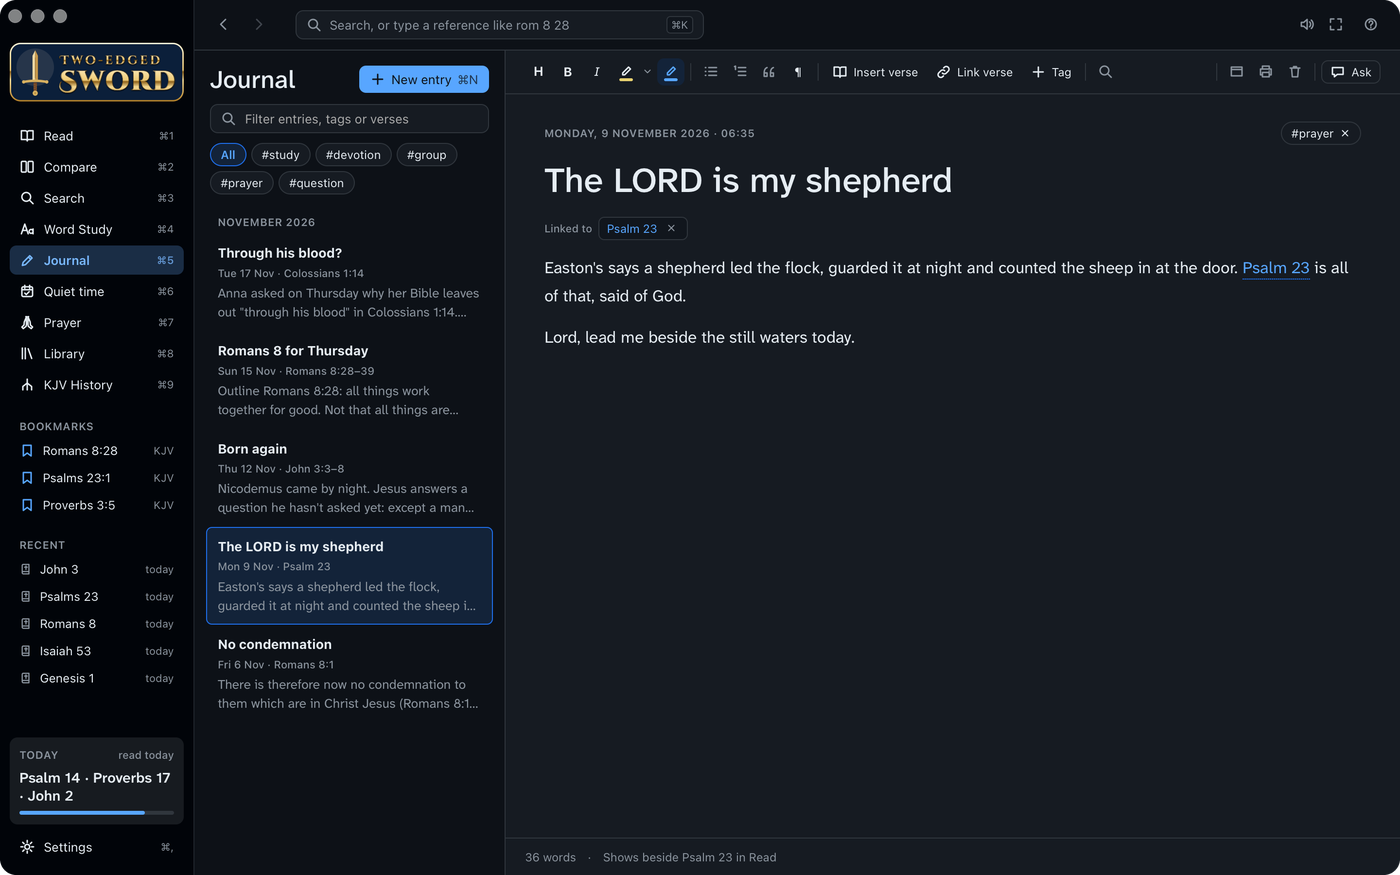 TWO-EDGED
SWORD
Read ⌘1
Compare ⌘2
Search ⌘3
Word Study ⌘4
Journal ⌘5
Quiet time ⌘6
Prayer ⌘7
Library ⌘8
KJV History ⌘9
BOOKMARKS
Romans 8:28 KJV
Psalms 23:1 KJV
Proverbs 3:5 KJV
RECENT
John 3 today
Psalms 23 today
Romans 8 today
Isaiah 53 today
Genesis 1 today
TODAY read today
Psalm 14 · Proverbs 17
· John 2
Settings ⌘,
Search, or type a reference like rom 8 28 ⌘K
Journal
New entry ⌘N
Filter entries, tags or verses
All #study #devotion #group
#prayer #question
NOVEMBER 2026
Through his blood?
Tue 17 Nov · Colossians 1:14
Anna asked on Thursday why her Bible leaves
out "through his blood" in Colossians 1:14....
Romans 8 for Thursday
Sun 15 Nov · Romans 8:28–39
Outline Romans 8:28: all things work
together for good. Not that all things are...
Born again
Thu 12 Nov · John 3:3–8
Nicodemus came by night. Jesus answers a
question he hasn't asked yet: except a man...
The LORD is my shepherd
Mon 9 Nov · Psalm 23
Easton's says a shepherd led the flock,
guarded it at night and counted the sheep i...
No condemnation
Fri 6 Nov · Romans 8:1
There is therefore now no condemnation to
them which are in Christ Jesus (Romans 8:1...
H B I ¶ Insert verse Link verse Tag Ask
MONDAY, 9 NOVEMBER 2026 · 06:35
#prayer ×
The LORD is my shepherd
Linked to Psalm 23 ×
Easton's says a shepherd led the flock, guarded it at night and counted the sheep in at the door. Psalm 23 is all
of that, said of God.
Lord, lead me beside the still waters today.
36 words · Shows beside Psalm 23 in Read